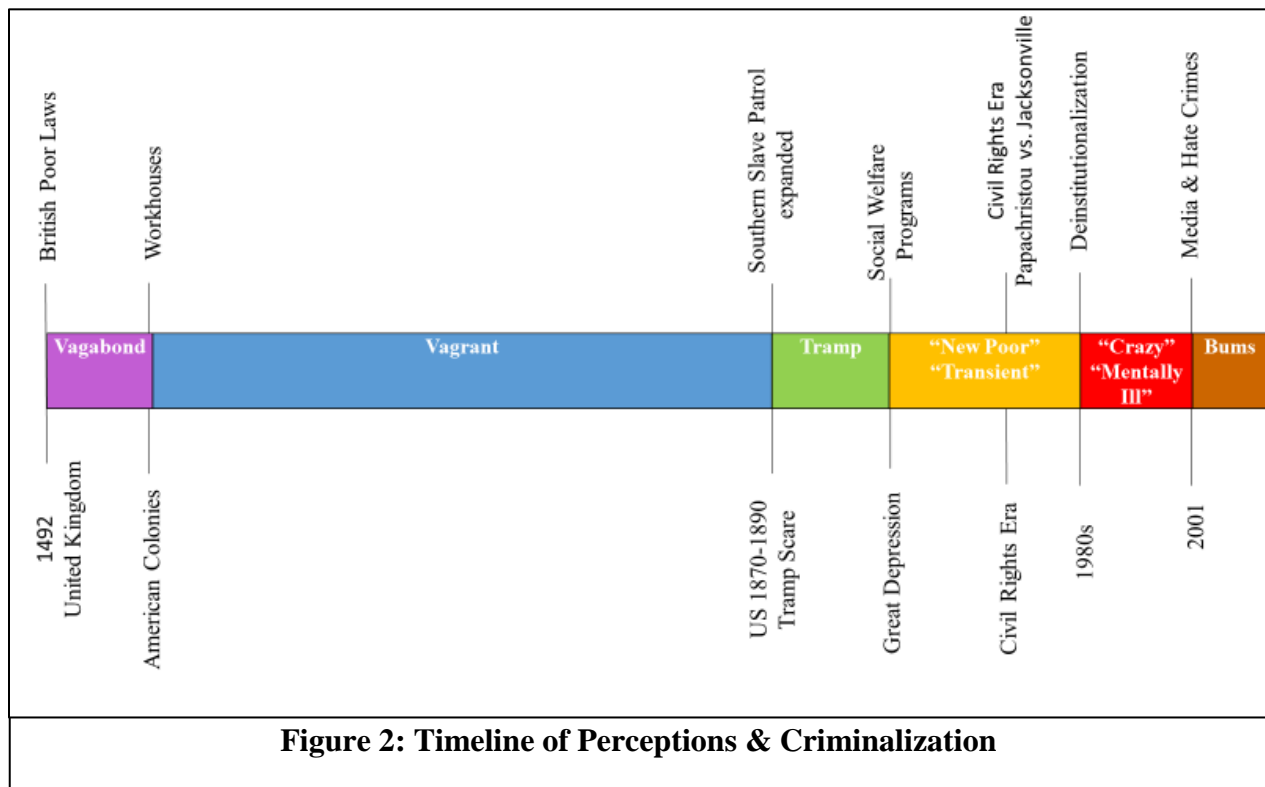 British Poor Laws
Workhouses
Southern Slave Patrol
expanded
Social Welfare
Programs
Civil Rights Era
Papachristou vs. Jacksonville
Deinstitutionalization
Media & Hate Crimes
Vagabond
Vagrant
Tramp
“New Poor”
“Transient”
“Crazy”
“Mentally
Ill”
Bums
1492
United Kingdom
American Colonies
US 1870-1890
Tramp Scare
Great Depression
Civil Rights Era
1980s
2001
Figure 2: Timeline of Perceptions & Criminalization